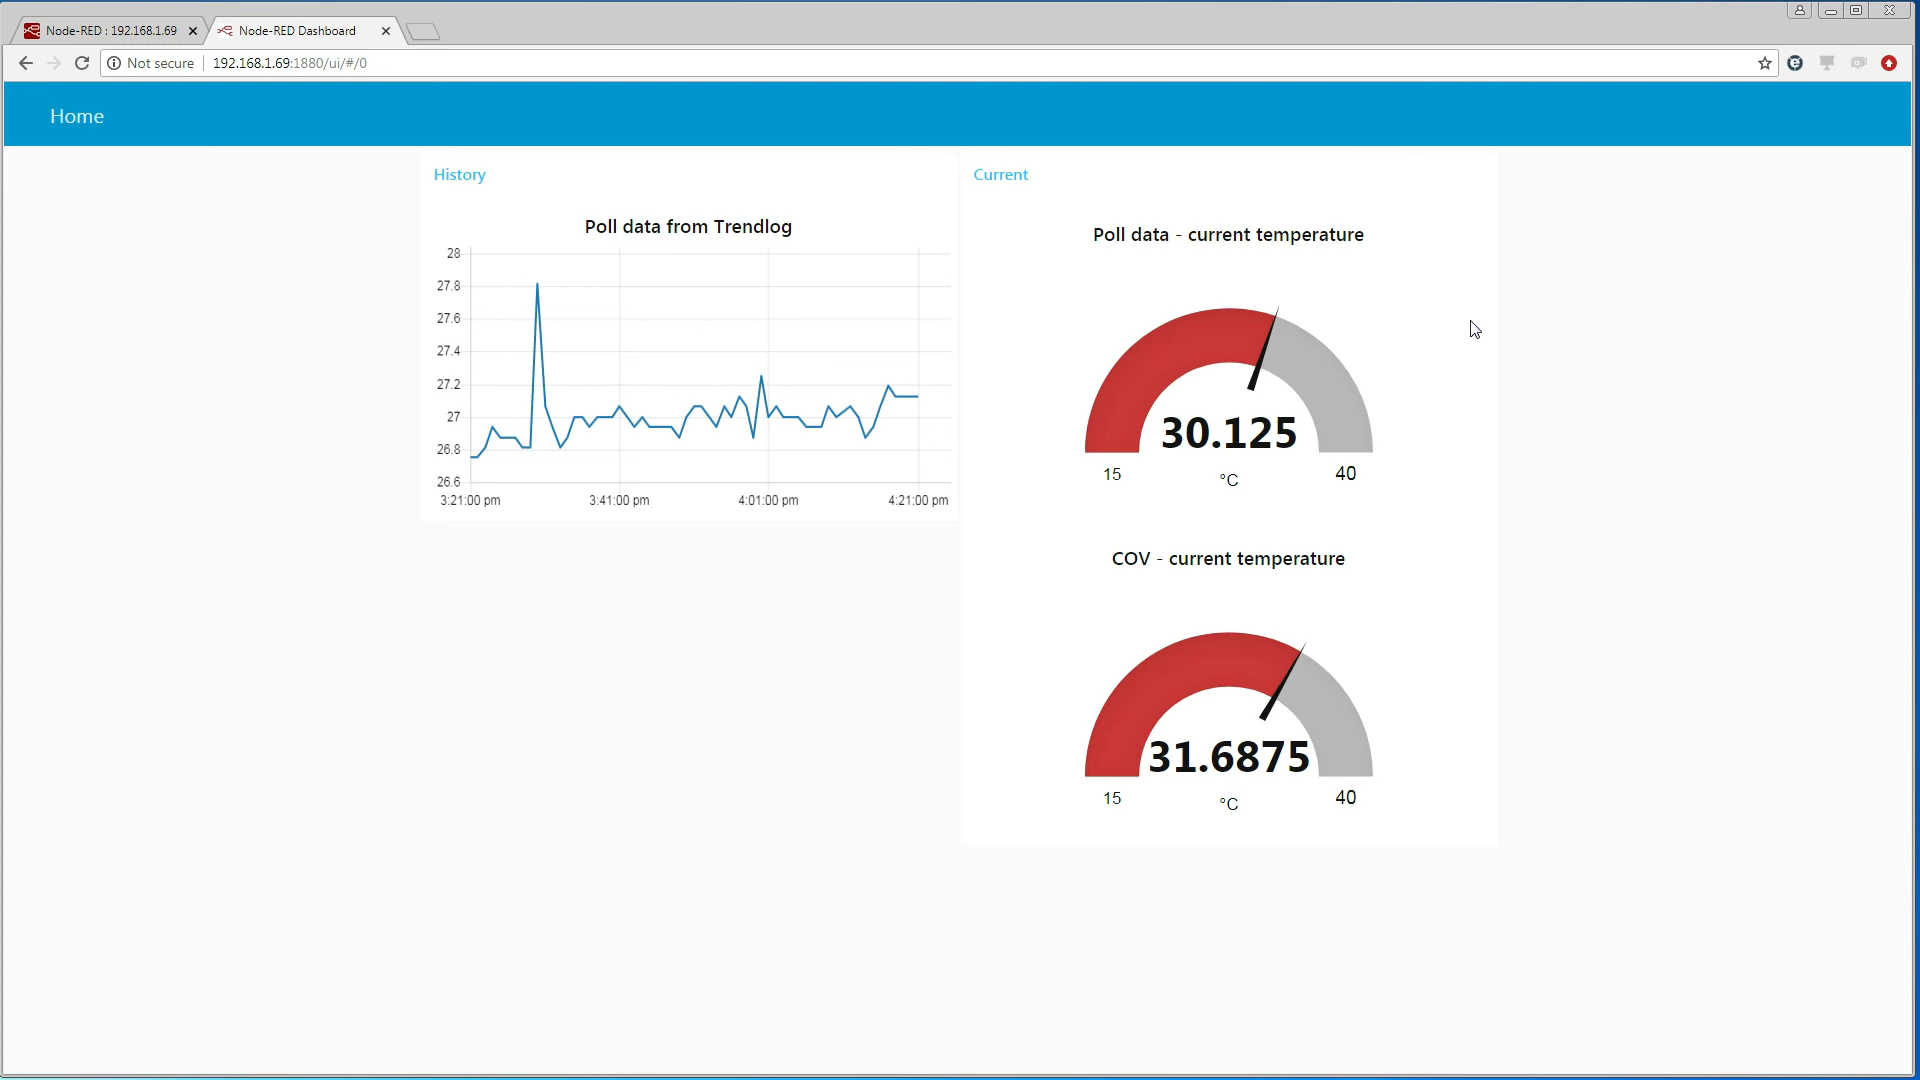 Node-RED : 192.168.1.69
Node-RED Dashboard
Not secure
192.168.1.69:1880/ui/#/0
Home
History
Poll data from Trendlog
28
27.8
27.6
27.4
27.2
27
26.8
26.6
3:21:00 pm 3:41:00 pm 4:01:00 pm 4:21:00 pm
Current
Poll data - current temperature
30.125
15 °C 40
COV - current temperature
31.6875
15 °C 40